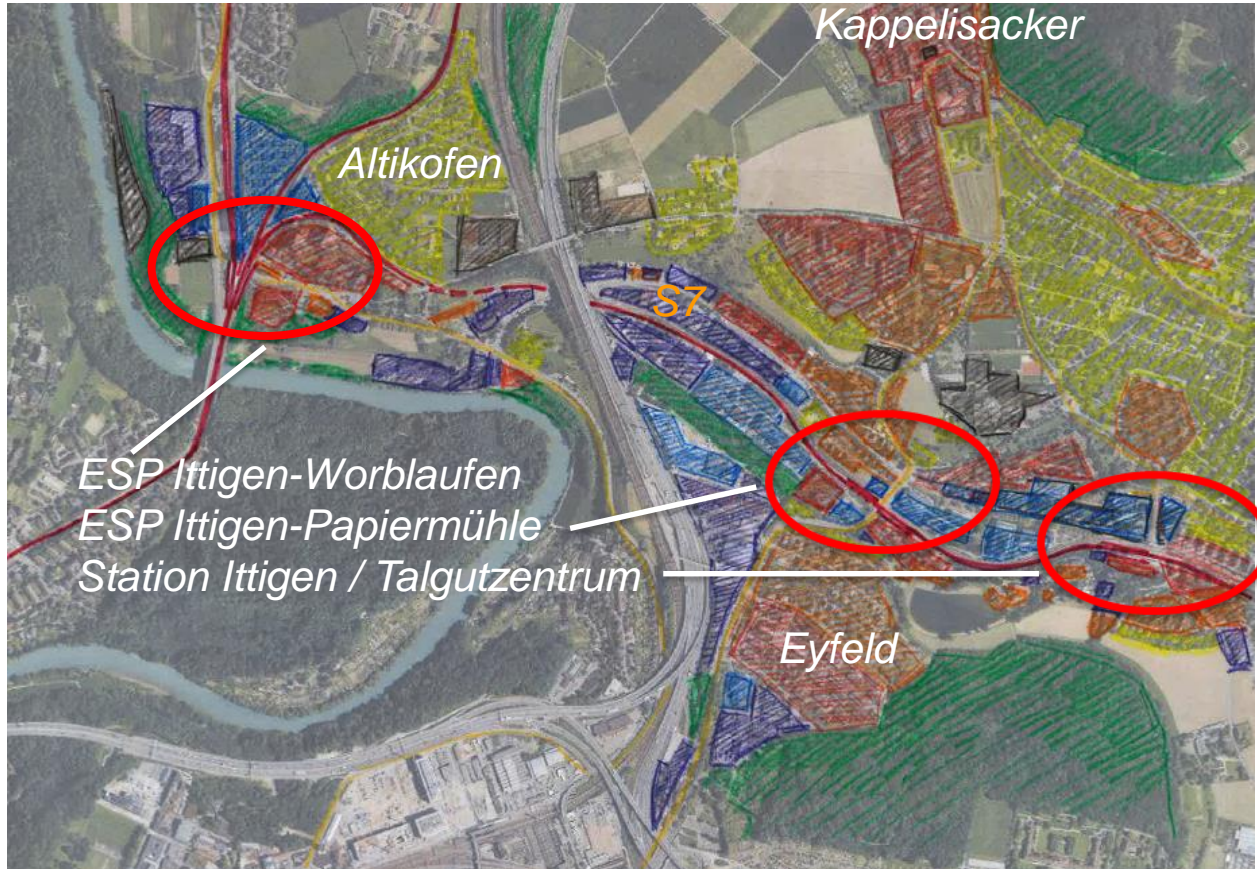 Kappelisacker
Altikofen
S7
ESP Ittigen-Worblaufen
ESP Ittigen-Papiermühle
Station Ittigen / Talgutzentrum
Eyfeld